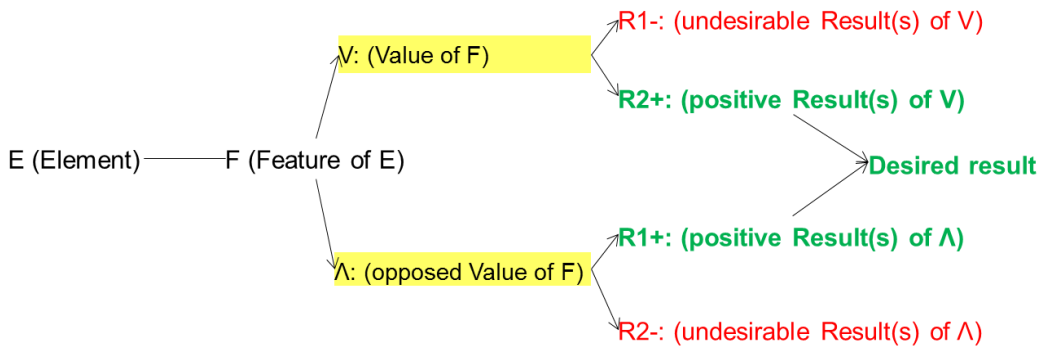 R1-: (undesirable Result(s) of V)
V: (Value of F)
R2+: (positive Result(s) of V)
E (Element)
F (Feature of E)
Desired result
R1+: (positive Result(s) of Λ)
Λ: (opposed Value of F)
R2-: (undesirable Result(s) of Λ)